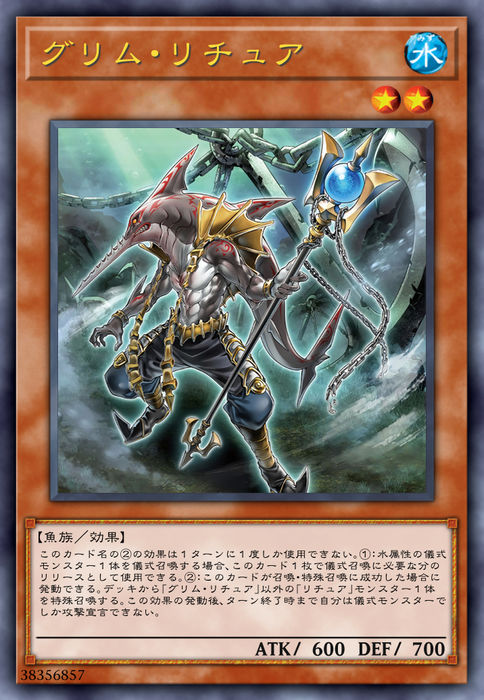 グリム・リチュア
みず
水
【魚族／効果】
このカード名の②の効果は１ターンに１度しか使用できない。①：水属性の儀式
モンスター１体を儀式召喚する場合、このカード１枚で儀式召喚に必要な分の
リリースとして使用できる。②：このカードが召喚・特殊召喚に成功した場合に
発動できる。デッキから「グリム・リチュア」以外の「リチュア」モンスター１体
を特殊召喚する。この効果の発動後、ターン終了時まで自分は儀式モンスターで
しか攻撃宣言できない。
ATK/ 600 DEF/ 700
38356857